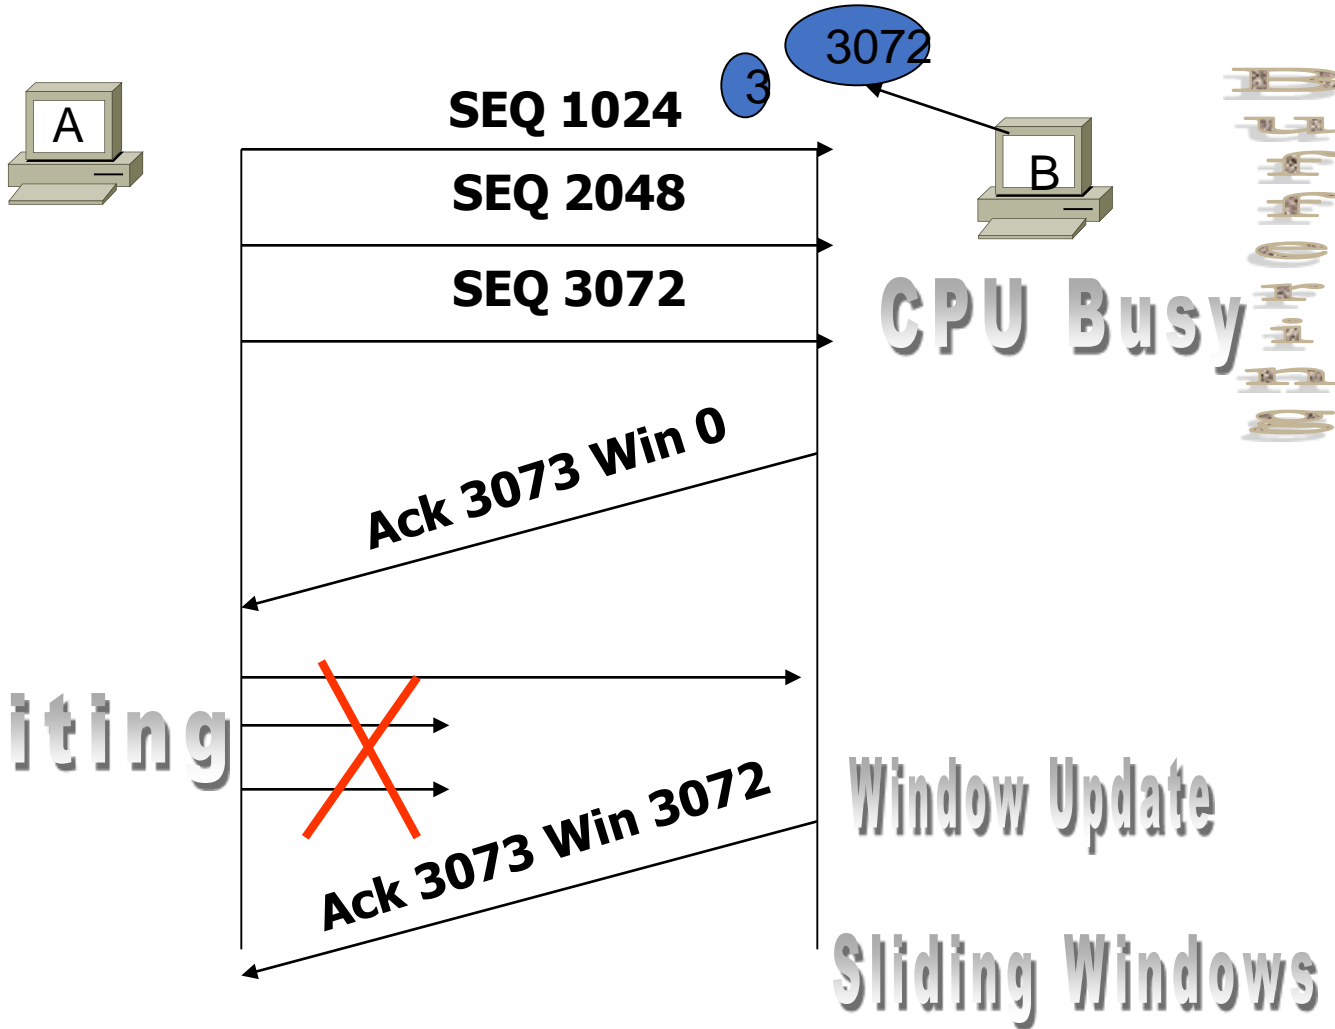 3072
3
A
SEQ 1024
B
SEQ 2048
SEQ 3072
CPU Busy
Ack 3073 Win 0
iting
Ack 3073 Win 3072
Window Update
Sliding Windows